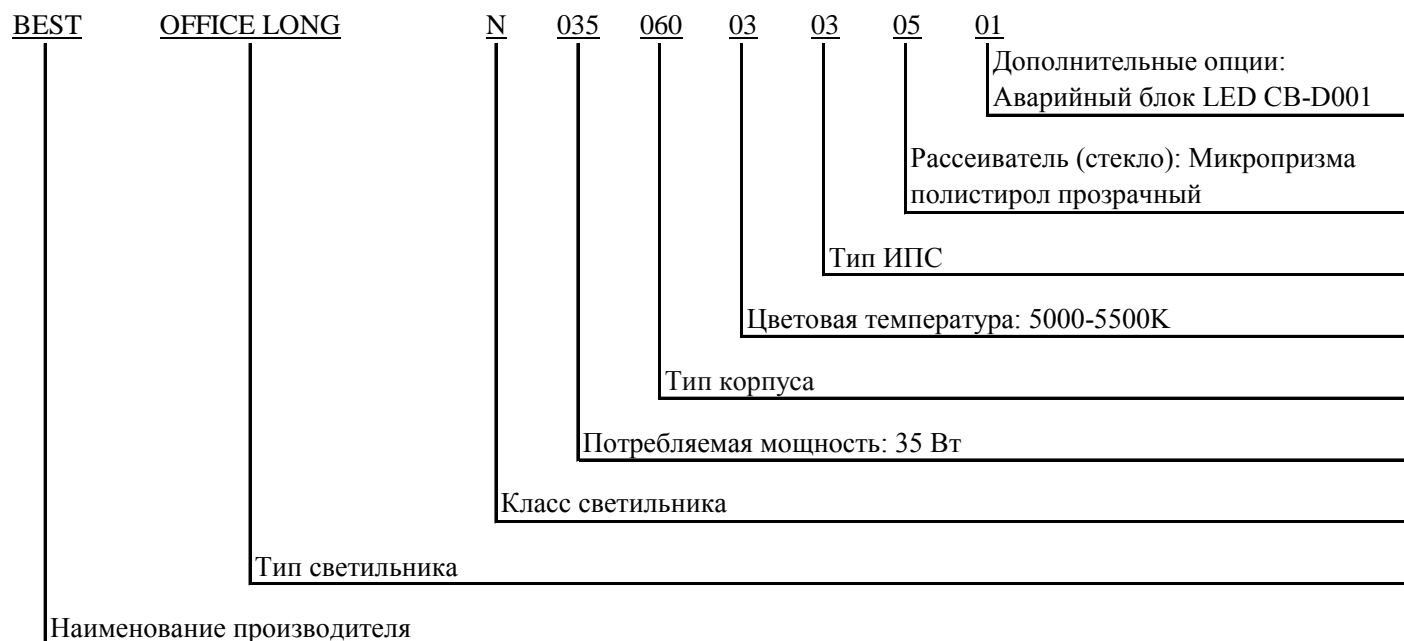 BEST OFFICE LONG N 035 060 03 03 05 01
Дополнительные опции:
Аварийный блок LED CB-D001
Рассеиватель (стекло): Микропризма
полистирол прозрачный
Тип ИПС
Цветовая температура: 5000-5500K
Тип корпуса
Потребляемая мощность: 35 Вт
Класс светильника
Тип светильника
Наименование производителя